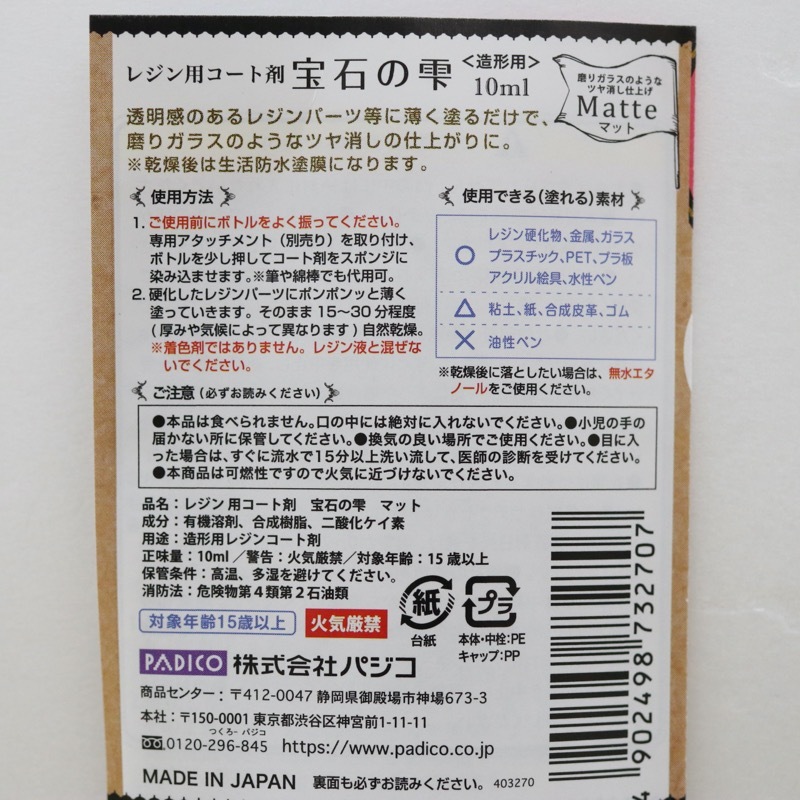 レジン用コート剤 宝石の雫 <造形用> 10ml
磨りガラスのような
ツヤ消し仕上げ
Matte
マット
透明感のあるレジンパーツ等に薄く塗るだけで、
磨りガラスのようなツヤ消しの仕上がりに。
※乾燥後は生活防水塗膜になります。
使用方法
1. ご使用前にボトルをよく振ってください。
専用アタッチメント（別売り）を取り付け、
ボトルを少し押してコート剤をスポンジに
染み込ませます。※筆や綿棒でも代用可。
2. 硬化したレジンパーツにポンポンッと薄く
塗っていきます。そのまま 15～30 分程度
( 厚みや気候によって異なります ) 自然乾燥。
※着色剤ではありません。レジン液と混ぜな
いでください。
使用できる（塗れる）素材
○ レジン硬化物、金属、ガラス
プラスチック、PET、プラ板
アクリル絵具、水性ペン
△ 粘土、紙、合成皮革、ゴム
× 油性ペン
※乾燥後に落としたい場合は、無水エタ
ノールをご使用ください。
ご注意（必ずお読みください）
●本品は食べられません。口の中には絶対に入れないでください。●小児の手の
届かない所に保管してください。●換気の良い場所でご使用ください。●目に入
った場合は、すぐに流水で15分以上洗い流して、医師の診断を受けてください。
●本商品は可燃性ですので火気に近づけないでください。
品名：レジン 用コート剤 宝石の雫 マット
成分：有機溶剤、合成樹脂、二酸化ケイ素
用途：造形用レジンコート剤
正味量：10ml／警告：火気厳禁／対象年齢：15 歳以上
保管条件：高温、多湿を避けてください。
消防法：危険物第４類第２石油類
対象年齢15歳以上 火気厳禁
紙
台紙
プラ
本体・中栓：PE
キャップ：PP
PADICO 株式会社パジコ
商品センター：〒412-0047 静岡県御殿場市神場673-3
本社：〒150-0001 東京都渋谷区神宮前1-11-11
つくろー パジコ
0120-296-845 https://www.padico.co.jp
MADE IN JAPAN 裏面も必ずお読みください。 403270
4 902498 732707